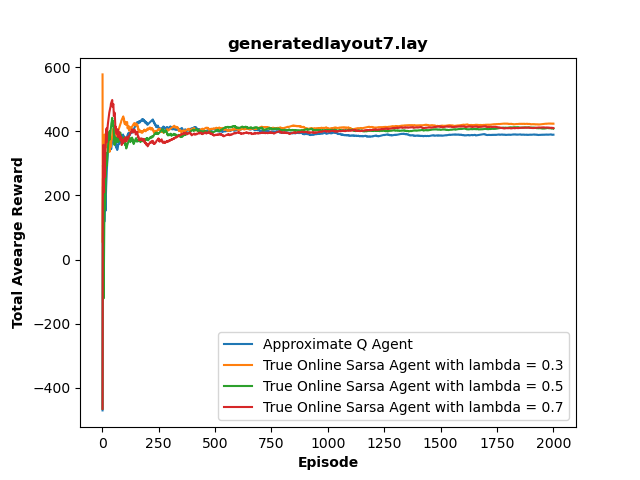 generatedlayout7.lay
Total Avearge Reward
600
400
200
0
−200
−400
0
250
500
750
1000
1250
1500
1750
2000
Episode
Approximate Q Agent
True Online Sarsa Agent with lambda = 0.3
True Online Sarsa Agent with lambda = 0.5
True Online Sarsa Agent with lambda = 0.7